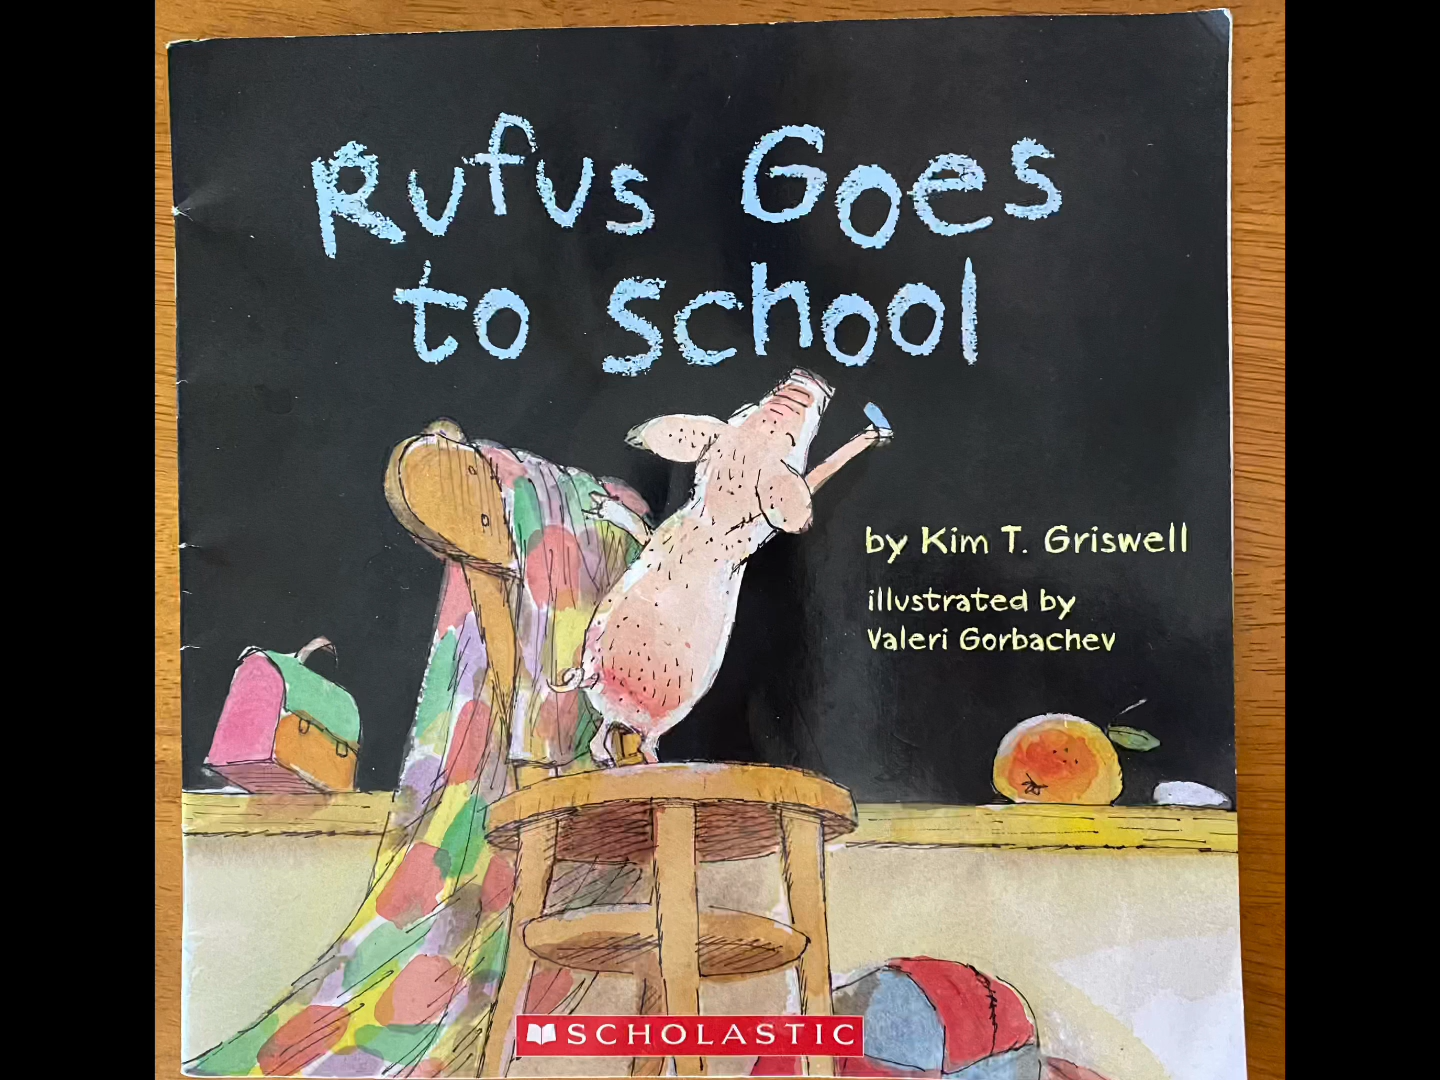 Rufus Goes
to School
by Kim T. Griswell
illustrated by
Valeri Gorbachev
SCHOLASTIC